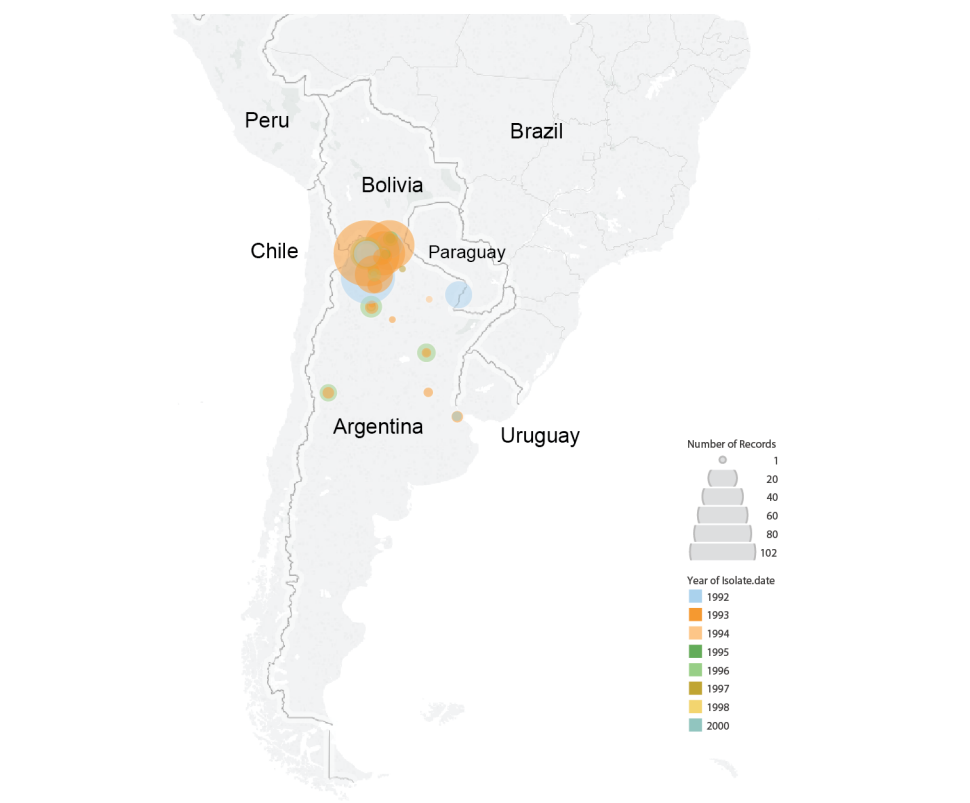 Peru
Brazil
Bolivia
Chile
Paraguay
Argentina
Uruguay
Number of Records
1
20
40
60
80
102
Year of Isolate.date
1992
1993
1994
1995
1996
1997
1998
2000